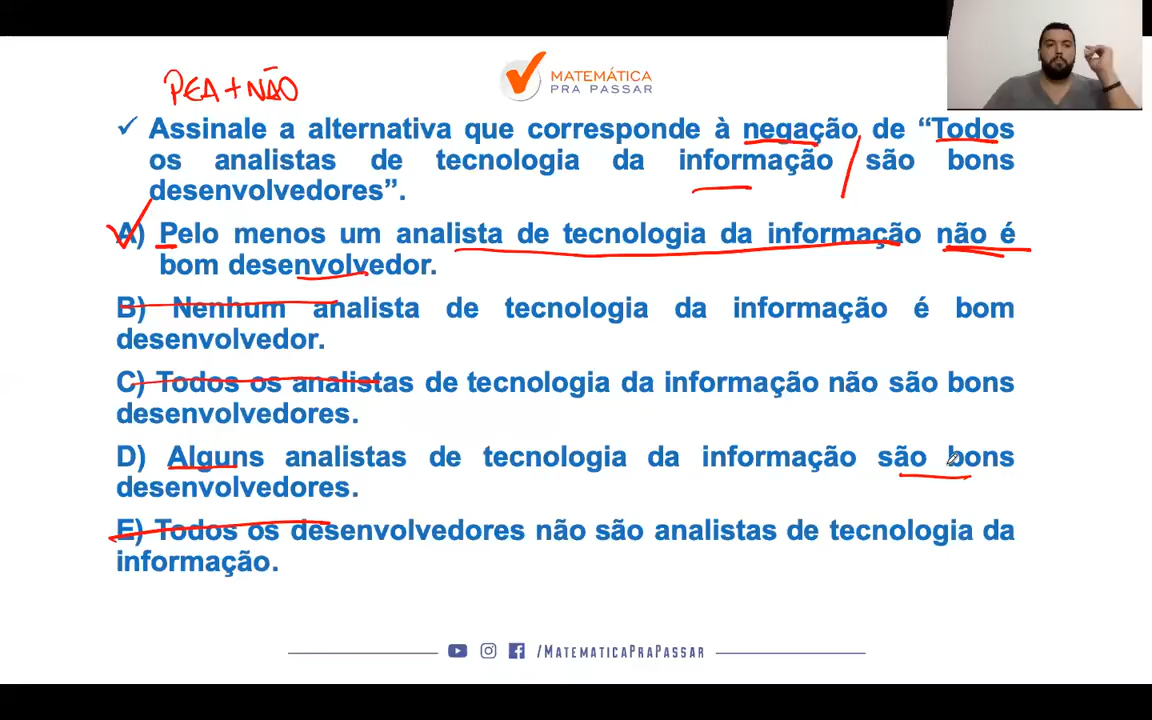 PEA + NÃO
MATEMÁTICA
PRA PASSAR
Assinale a alternativa que corresponde à negação de “Todos
os analistas de tecnologia da informação são bons
desenvolvedores”.
A) Pelo menos um analista de tecnologia da informação não é
bom desenvolvedor.
B) Nenhum analista de tecnologia da informação é bom
desenvolvedor.
C) Todos os analistas de tecnologia da informação não são bons
desenvolvedores.
D) Alguns analistas de tecnologia da informação são bons
desenvolvedores.
E) Todos os desenvolvedores não são analistas de tecnologia da
informação.
/MATEMATICAPRAPASSAR